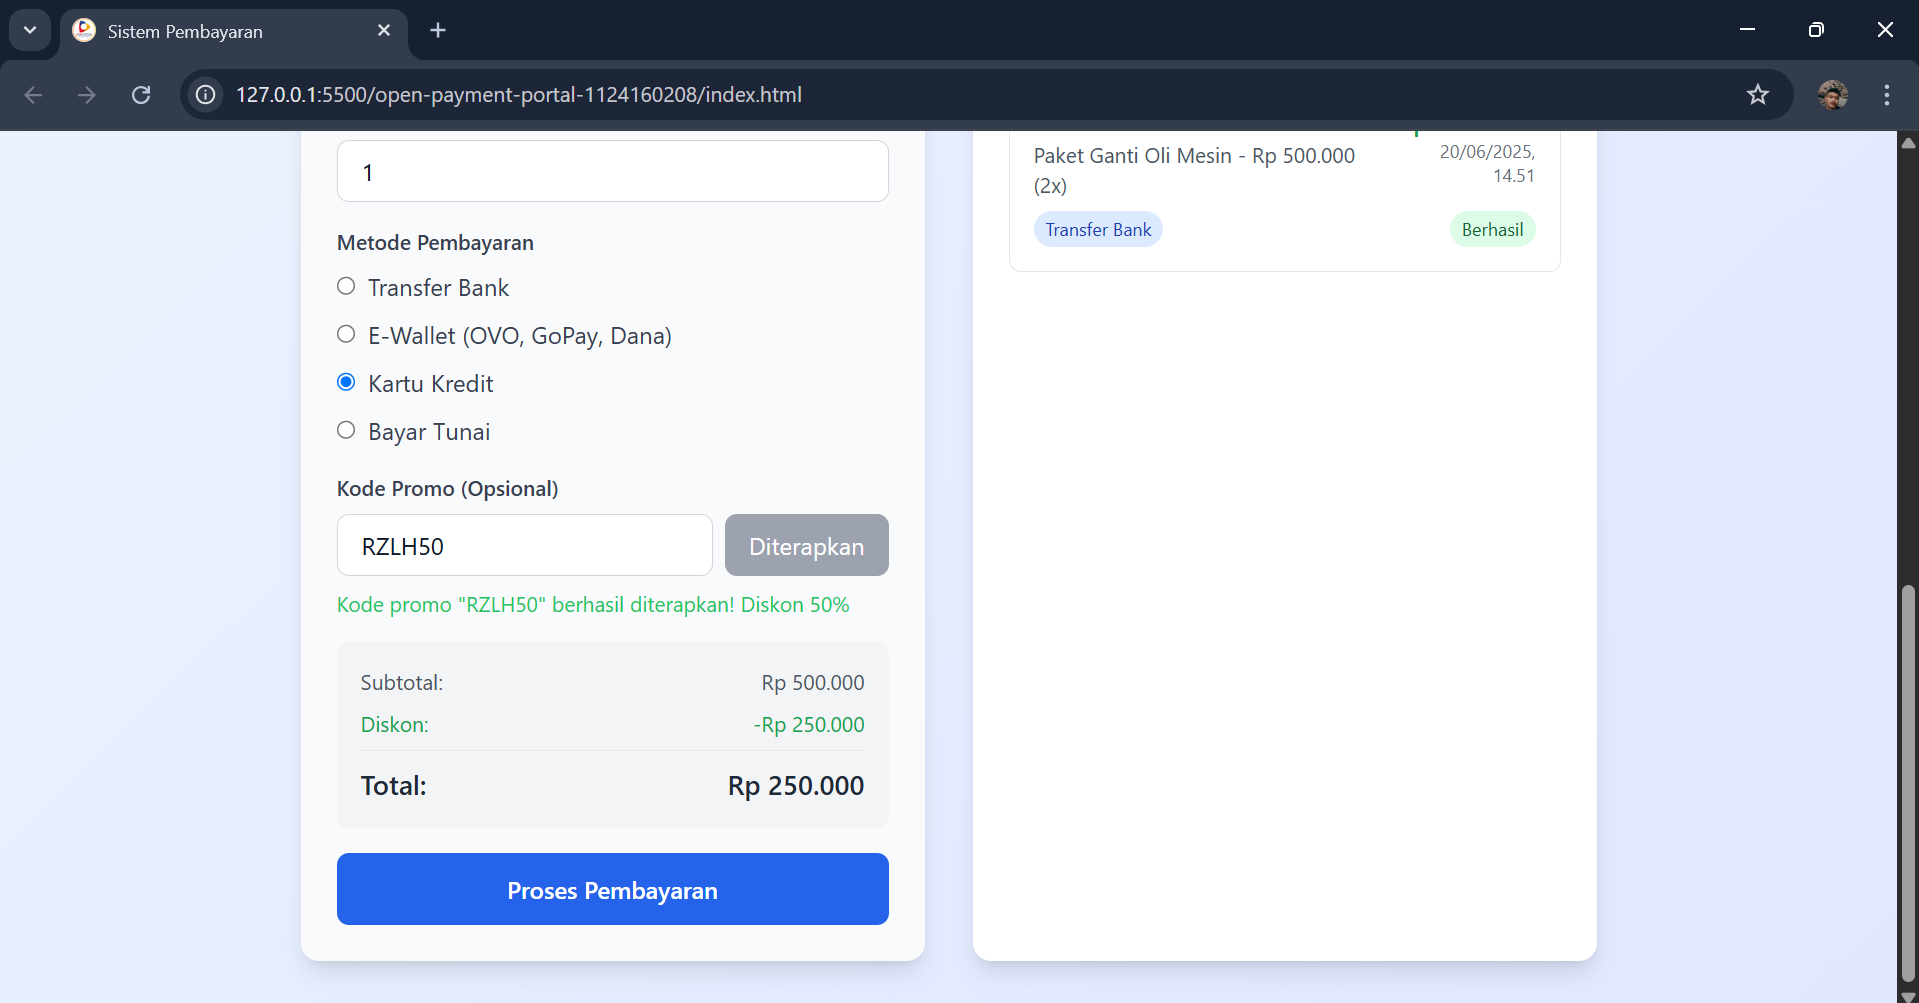 Sistem Pembayaran
127.0.0.1:5500/open-payment-portal-1124160208/index.html
1
Metode Pembayaran
Transfer Bank
E-Wallet (OVO, GoPay, Dana)
Kartu Kredit
Bayar Tunai
Kode Promo (Opsional)
RZLH50
Diterapkan
Kode promo "RZLH50" berhasil diterapkan! Diskon 50%
Subtotal: Rp 500.000
Diskon: -Rp 250.000
Total: Rp 250.000
Proses Pembayaran
Paket Ganti Oli Mesin - Rp 500.000
(2x)
20/06/2025,
14.51
Transfer Bank
Berhasil